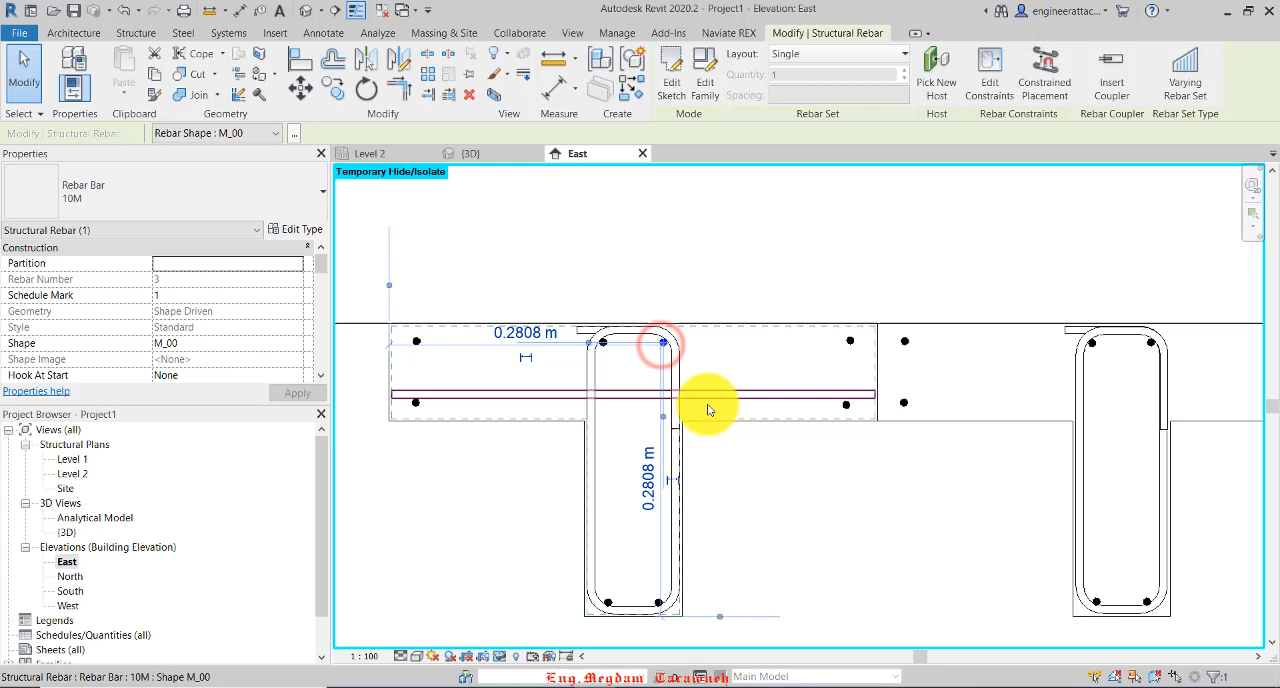 Autodesk Revit 2020.2 - Project1 - Elevation: East
engineerattac...
File Architecture Structure Steel Systems Insert Annotate Analyze Massing & Site Collaborate View Manage Add-Ins NavisteREX Modify | Structural Rebar
Modify
Paste
Cope
Cut
Join
Edit Sketch
Edit Family
Layout: Single
Quantity: 1
Spacing:
Pick New Host
Edit Constraints
Constrained Placement
Insert Coupler
Varying Rebar Set
Select Properties Clipboard Geometry Modify View Measure Create Mode Rebar Set Host Rebar Constraints Rebar Coupler Rebar Set Type
Modify | Structural Rebar
Rebar Shape : M_00
...
Properties
Level 2
{3D}
East
Temporary Hide/Isolate
Rebar Bar
10M
Structural Rebar (1)
Edit Type
Construction
Partition
Rebar Number 3
Schedule Mark 1
Geometry Shape Driven
Style Standard
Shape M_00
Shape Image <None>
Hook At Start None
Properties help
Apply
Project Browser - Project1
Views (all)
Structural Plans
Level 1
Level 2
Site
3D Views
Analytical Model
{3D}
Elevations (Building Elevation)
East
North
South
West
Legends
Schedules/Quantities (all)
Sheets (all)
0.2808 m
0.2808 m
1 : 100
Structural Rebar : Rebar Bar : 10M : Shape M_00
Eng.Megdam Tarawneh
Main Model
:1